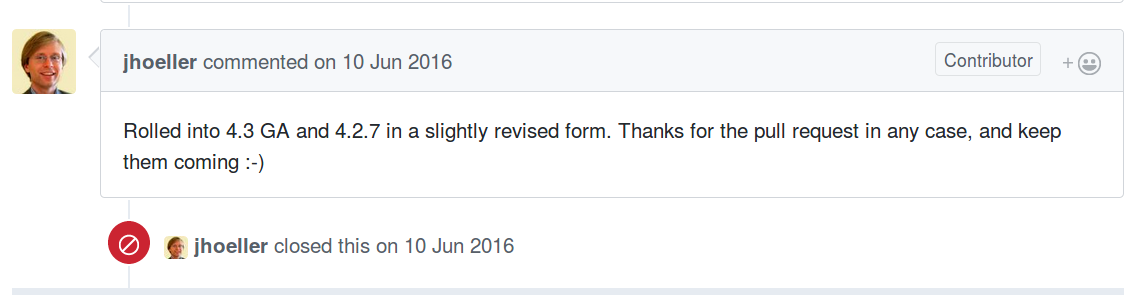 jhoeller commented on 10 Jun 2016 Contributor +
Rolled into 4.3 GA and 4.2.7 in a slightly revised form. Thanks for the pull request in any case, and keep
them coming :-)
jhoeller closed this on 10 Jun 2016